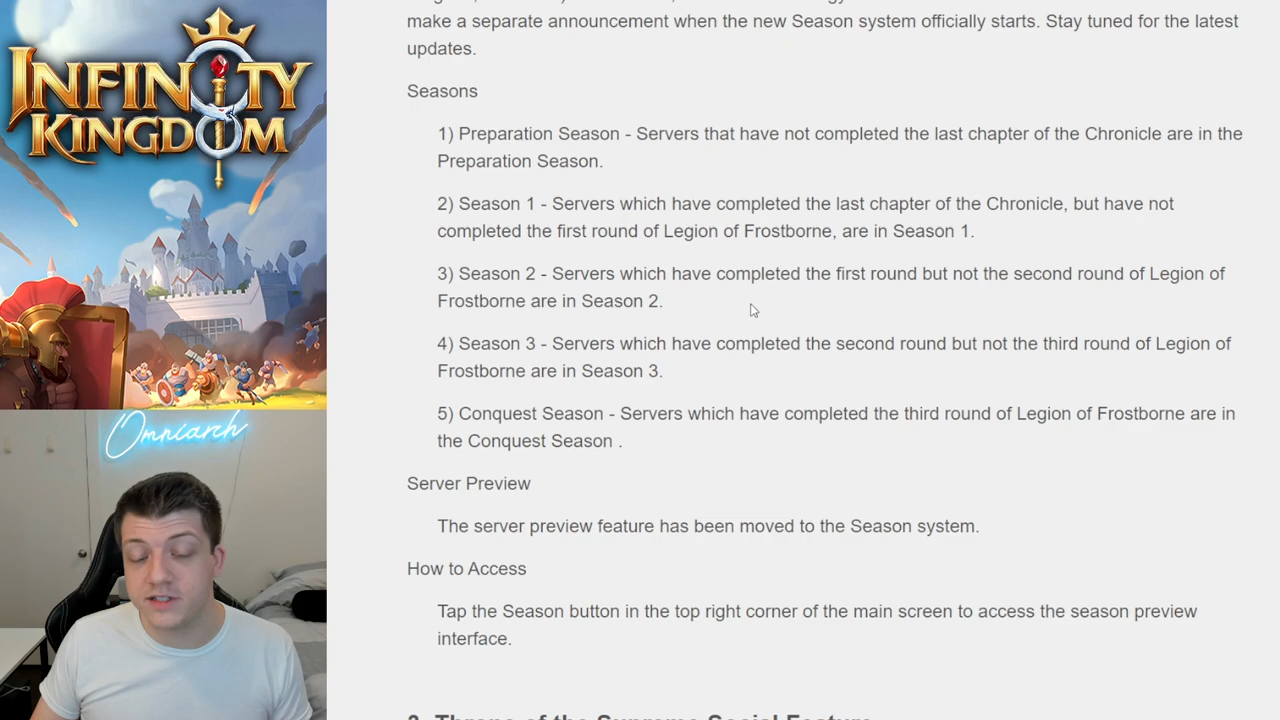 INFINITY
KINGDOM
Omniarch
make a separate announcement when the new Season system officially starts. Stay tuned for the latest
updates.
Seasons
1) Preparation Season - Servers that have not completed the last chapter of the Chronicle are in the
Preparation Season.
2) Season 1 - Servers which have completed the last chapter of the Chronicle, but have not
completed the first round of Legion of Frostborne, are in Season 1.
3) Season 2 - Servers which have completed the first round but not the second round of Legion of
Frostborne are in Season 2.
4) Season 3 - Servers which have completed the second round but not the third round of Legion of
Frostborne are in Season 3.
5) Conquest Season - Servers which have completed the third round of Legion of Frostborne are in
the Conquest Season .
Server Preview
The server preview feature has been moved to the Season system.
How to Access
Tap the Season button in the top right corner of the main screen to access the season preview
interface.
Throne of the Supreme Social Feature